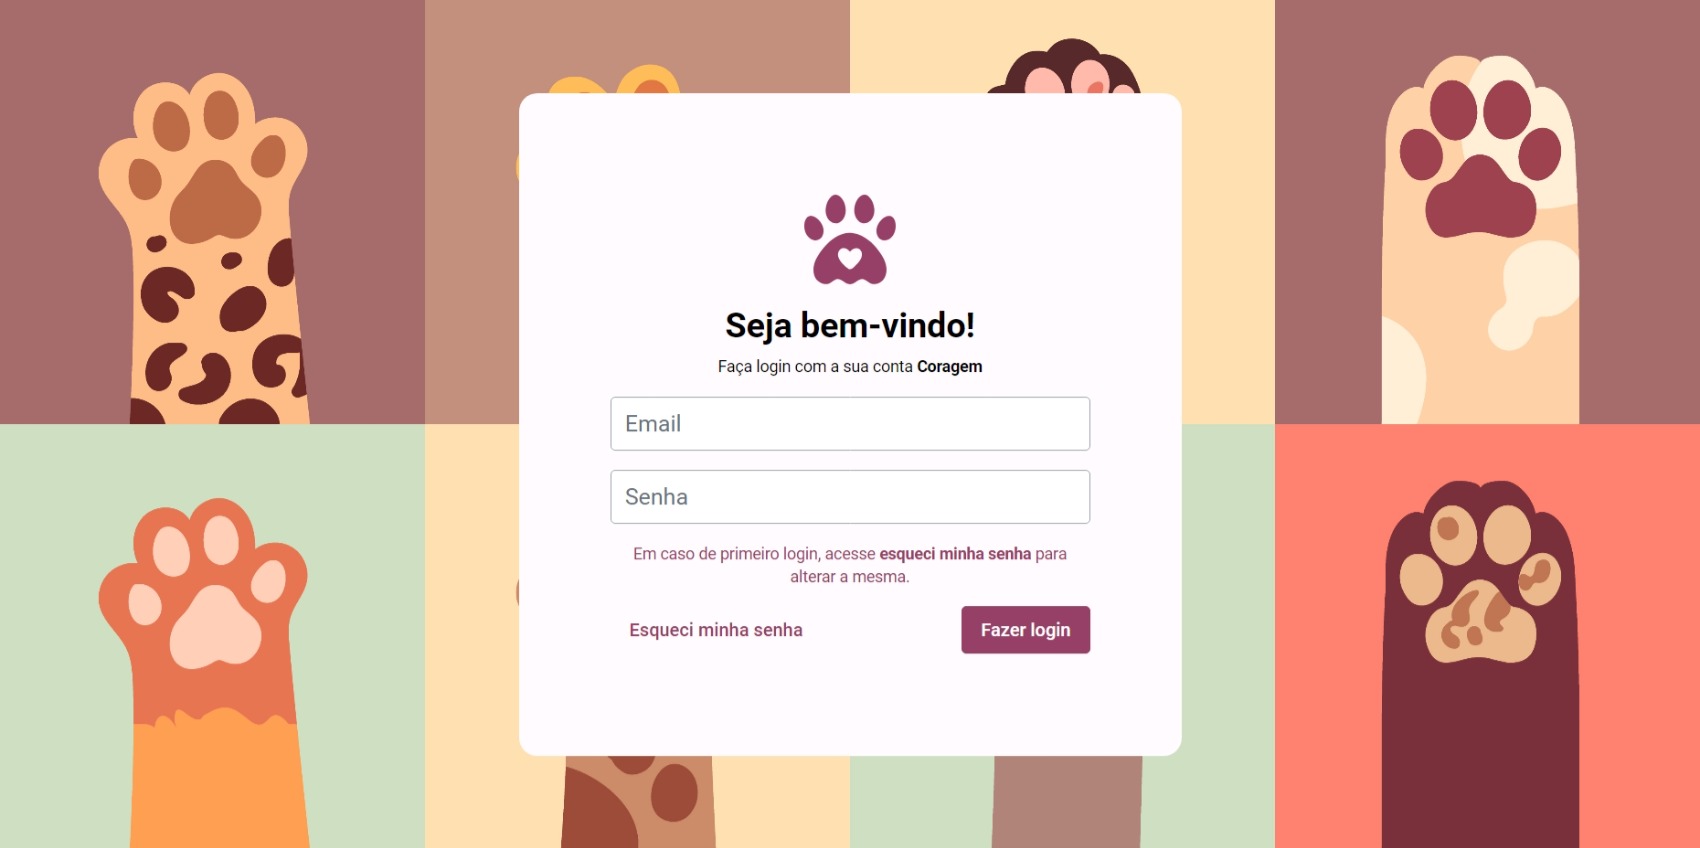 Seja bem-vindo!
Faça login com a sua conta Coragem
Email
Senha
Em caso de primeiro login, acesse esqueci minha senha para
alterar a mesma.
Esqueci minha senha
Fazer login